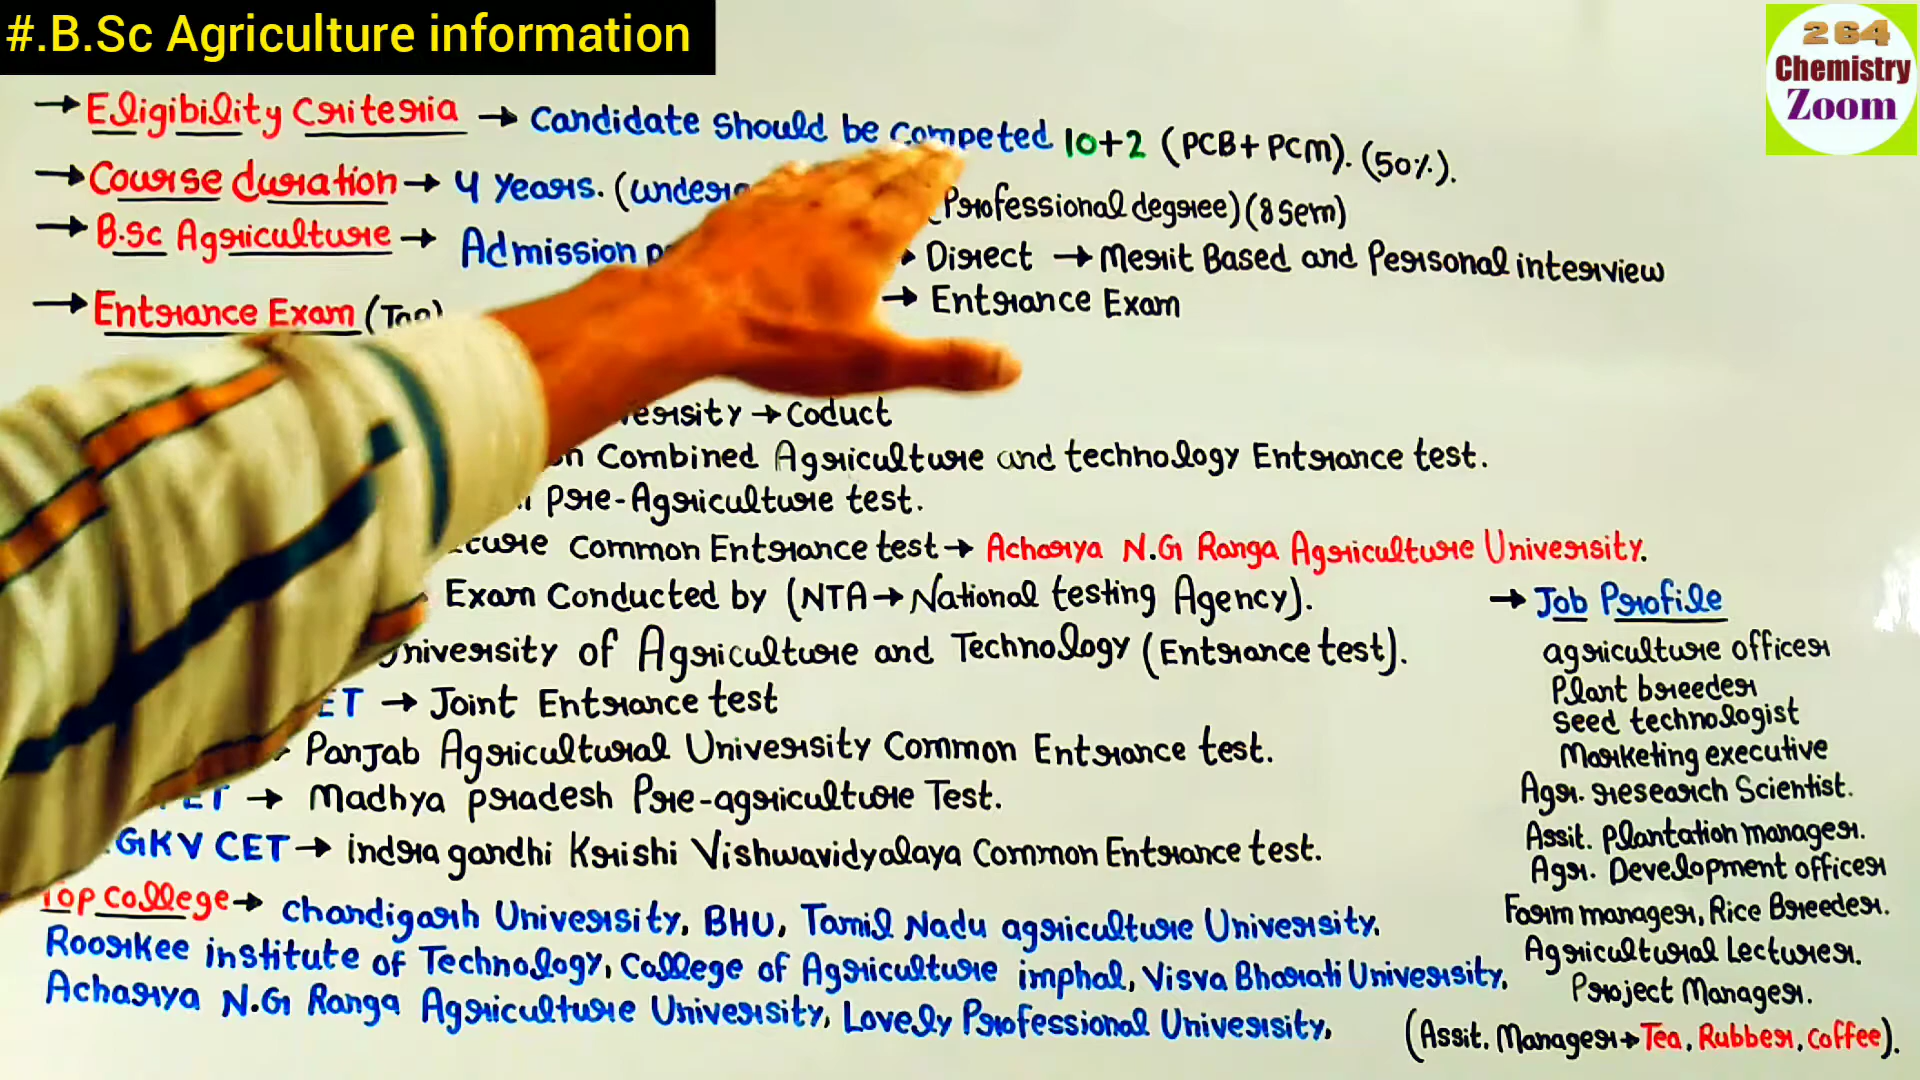 #.B.Sc Agriculture information
264
Chemistry
Zoom
→ Eligibility Criteria → Candidate should be competed 10+2 (PCB+ PCM). (50%).
→ Course duration → 4 Years. (Professional degree) (8 Sem)
→ B.Sc Agriculture → Admission → Direct → Merit Based and Personal interview
→ Entrance Exam
→ Entrance Exam (Top)
→ Coduct
Combined Agriculture and technology Entrance test.
Pre-Agriculture test.
Common Entrance test → Acharya N.G Ranga Agriculture University.
Exam Conducted by (NTA → National testing Agency).
University of Agriculture and Technology (Entrance test).
ET → Joint Entrance test
Panjab Agricultural University Common Entrance test.
ET → Madhya pradesh Pre-agriculture Test.
GKV CET → indra gandhi Krishi Vishwavidyalaya Common Entrance test.
Top College → Chandigarh University, BHU, Tamil Nadu agriculture University.
Roorkee institute of Technology, College of Agriculture imphal, Visva Bharati University,
Acharya N.G Ranga Agriculture University, Lovely Professional University,
→ Job Profile
agriculture officer
Plant breeder
Seed technologist
Marketing executive
Agr. research Scientist.
Assit. Plantation manager.
Agr. Development officer
Farm manager, Rice Breeder.
Agricultural Lecturer.
Project Manager.
(Assit. Manager → Tea, Rubber, Coffee).